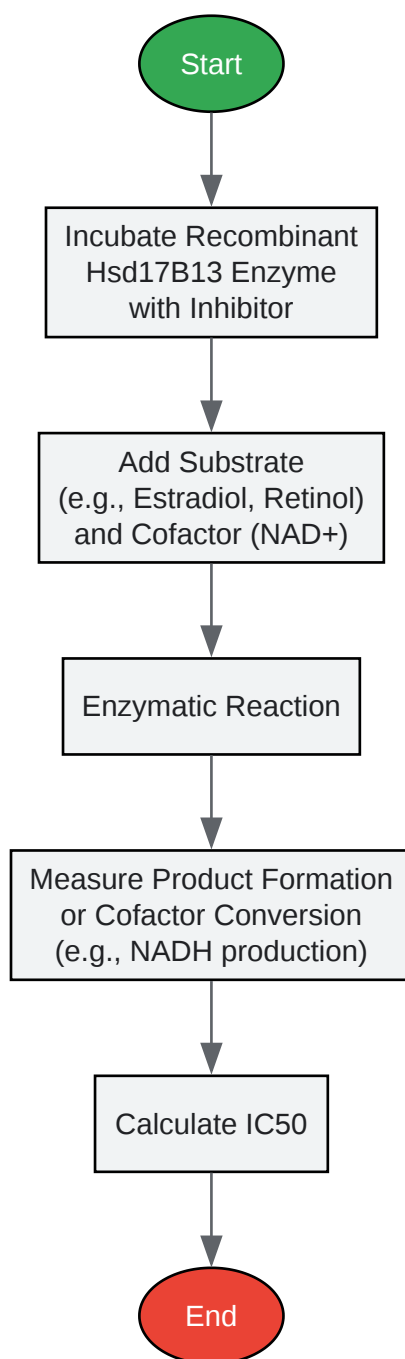 Start
Incubate Recombinant
Hsd17B13 Enzyme
with Inhibitor
Add Substrate
(e.g., Estradiol, Retinol)
and Cofactor (NAD+)
Enzymatic Reaction
Measure Product Formation
or Cofactor Conversion
(e.g., NADH production)
Calculate IC50
End